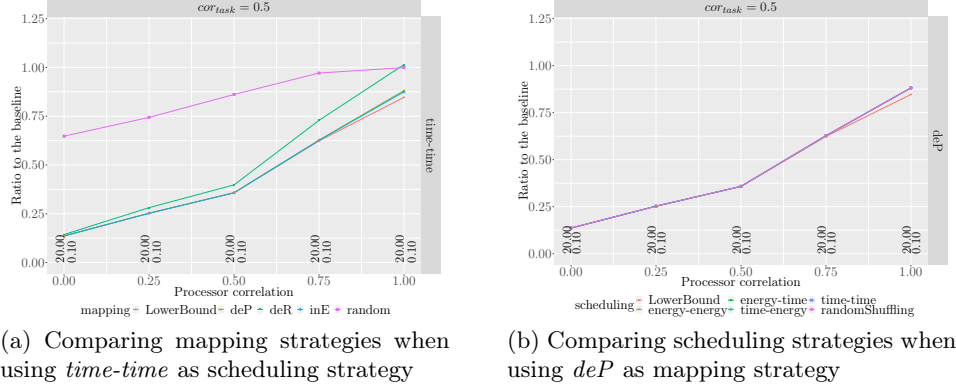 cor_task = 0.5
1.25
1.00
0.75
0.50
0.25
0.00
Ratio to the baseline
time-time
20.00 0.10
20.00 0.10
20.00 0.10
20.00 0.10
20.00 0.10
0.00 0.25 0.50 0.75 1.00
Processor correlation
mapping LowerBound deP deR inE random
(a) Comparing mapping strategies when
using time-time as scheduling strategy
cor_task = 0.5
1.25
1.00
0.75
0.50
0.25
0.00
Ratio to the baseline
deP
20.00 0.10
20.00 0.10
20.00 0.10
20.00 0.10
20.00 0.10
0.00 0.25 0.50 0.75 1.00
Processor correlation
scheduling LowerBound energy-time time-time
energy-energy time-energy randomShuffling
(b) Comparing scheduling strategies when
using deP as mapping strategy